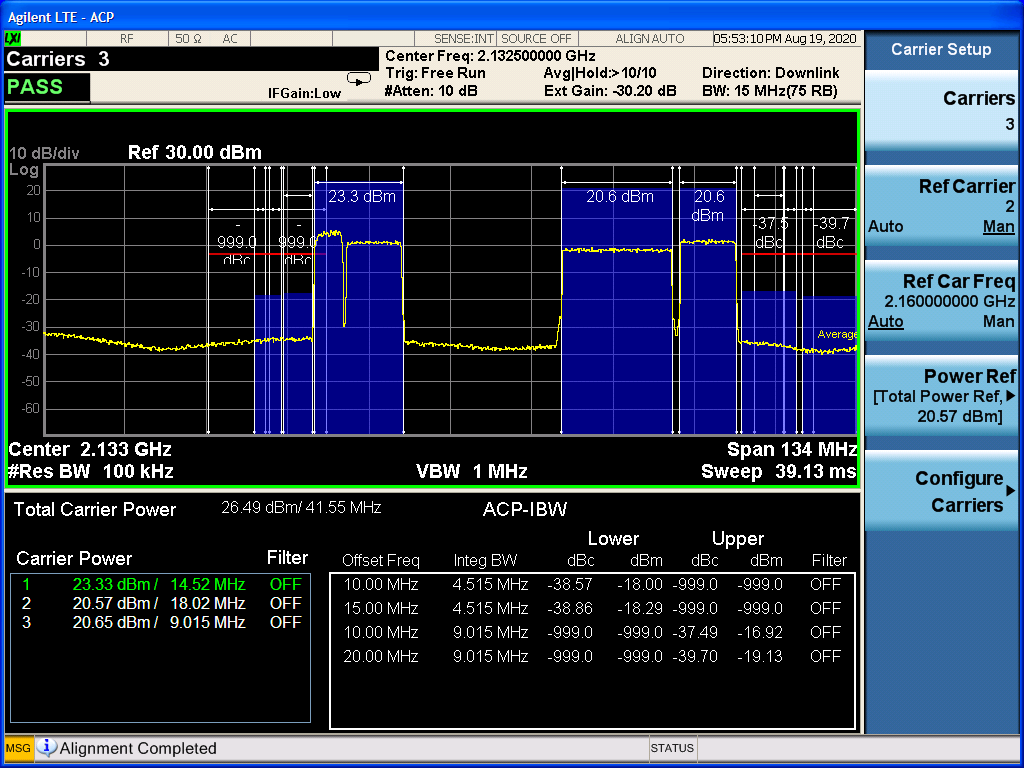 Agilent LTE - ACP
LXI RF 50 Ω AC SENSE:INT SOURCE OFF ALIGN AUTO 05:53:10 PM Aug 19, 2020
Carriers 3
PASS
IFGain:Low
Center Freq: 2.132500000 GHz
Trig: Free Run Avg|Hold:>10/10 Direction: Downlink
#Atten: 10 dB Ext Gain: -30.20 dB BW: 15 MHz(75 RB)
10 dB/div Ref 30.00 dBm
Log
20
10
0
-10
-20
-30
-40
-50
-60
-
999.0
dBc
-
999.0
dBc
23.3 dBm
20.6 dBm
20.6
dBm
-37.5
dBc
-39.7
dBc
Average
Center 2.133 GHz Span 134 MHz
#Res BW 100 kHz VBW 1 MHz Sweep 39.13 ms
Total Carrier Power 26.49 dBm/ 41.55 MHz ACP-IBW
Lower Upper
Carrier Power Filter
Offset Freq Integ BW dBc dBm dBc dBm Filter
1 23.33 dBm / 14.52 MHz OFF
2 20.57 dBm / 18.02 MHz OFF
3 20.65 dBm / 9.015 MHz OFF
10.00 MHz 4.515 MHz -38.57 -18.00 -999.0 -999.0 OFF
15.00 MHz 4.515 MHz -38.86 -18.29 -999.0 -999.0 OFF
10.00 MHz 9.015 MHz -999.0 -999.0 -37.49 -16.92 OFF
20.00 MHz 9.015 MHz -999.0 -999.0 -39.70 -19.13 OFF
MSG Alignment Completed STATUS
Carrier Setup
Carriers
3
Ref Carrier
2
Auto Man
Ref Car Freq
2.160000000 GHz
Auto Man
Power Ref
[Total Power Ref,
20.57 dBm]
Configure
Carriers